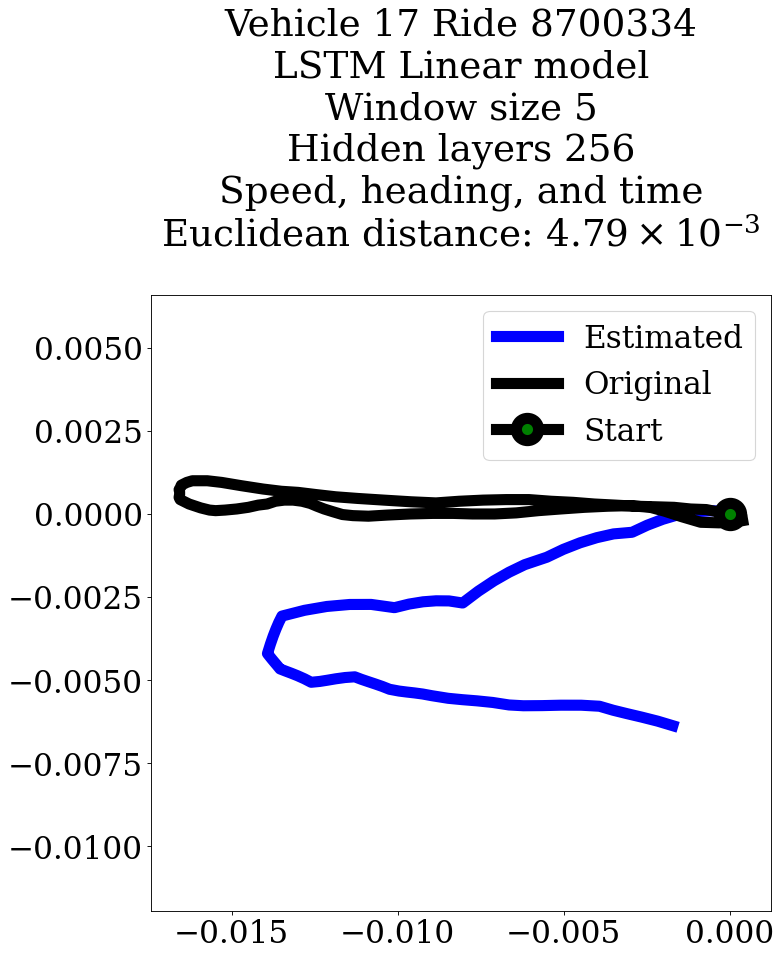 Vehicle 17 Ride 8700334
LSTM Linear model
Window size 5
Hidden layers 256
Speed, heading, and time
Euclidean distance: 4.79 × 10⁻³
Estimated
Original
Start
0.0050
0.0025
0.0000
−0.0025
−0.0050
−0.0075
−0.0100
−0.015 −0.010 −0.005 0.000